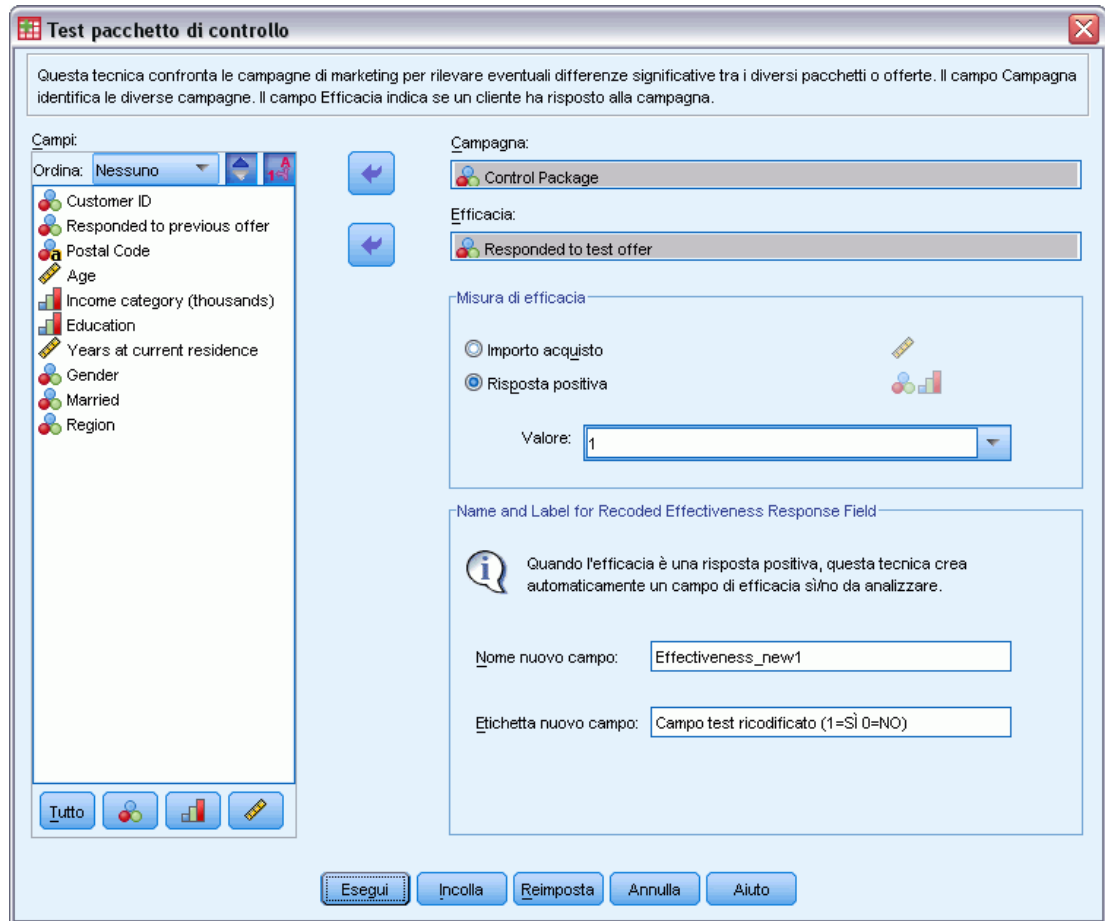 Test pacchetto di controllo
Questa tecnica confronta le campagne di marketing per rilevare eventuali differenze significative tra i diversi pacchetti o offerte. Il campo Campagna
identifica le diverse campagne. Il campo Efficacia indica se un cliente ha risposto alla campagna.
Campi:
Ordina: Nessuno
Customer ID
Responded to previous offer
Postal Code
Age
Income category (thousands)
Education
Years at current residence
Gender
Married
Region
Tutto
Campagna:
Control Package
Efficacia:
Responded to test offer
Misura di efficacia
Importo acquisto
Risposta positiva
Valore: 1
Name and Label for Recoded Effectiveness Response Field
Quando l'efficacia è una risposta positiva, questa tecnica crea
automaticamente un campo di efficacia sì/no da analizzare.
Nome nuovo campo: Effectiveness_new1
Etichetta nuovo campo: Campo test ricodificato (1=SÌ 0=NO)
Esegui Incolla Reimposta Annulla Aiuto